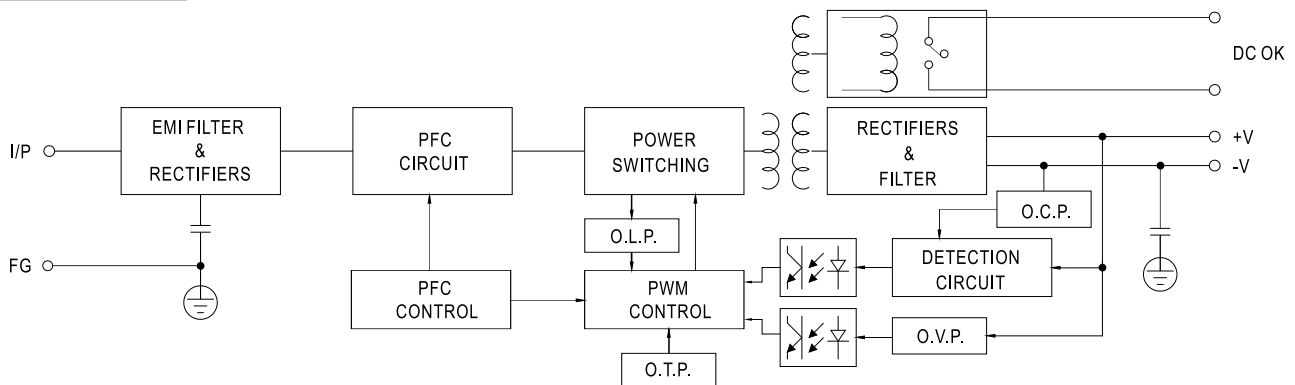 DC OK
I/P
EMI FILTER
&
RECTIFIERS
PFC
CIRCUIT
POWER
SWITCHING
RECTIFIERS
&
FILTER
+V
-V
O.C.P.
O.L.P.
FG
PFC
CONTROL
PWM
CONTROL
DETECTION
CIRCUIT
O.V.P.
O.T.P.